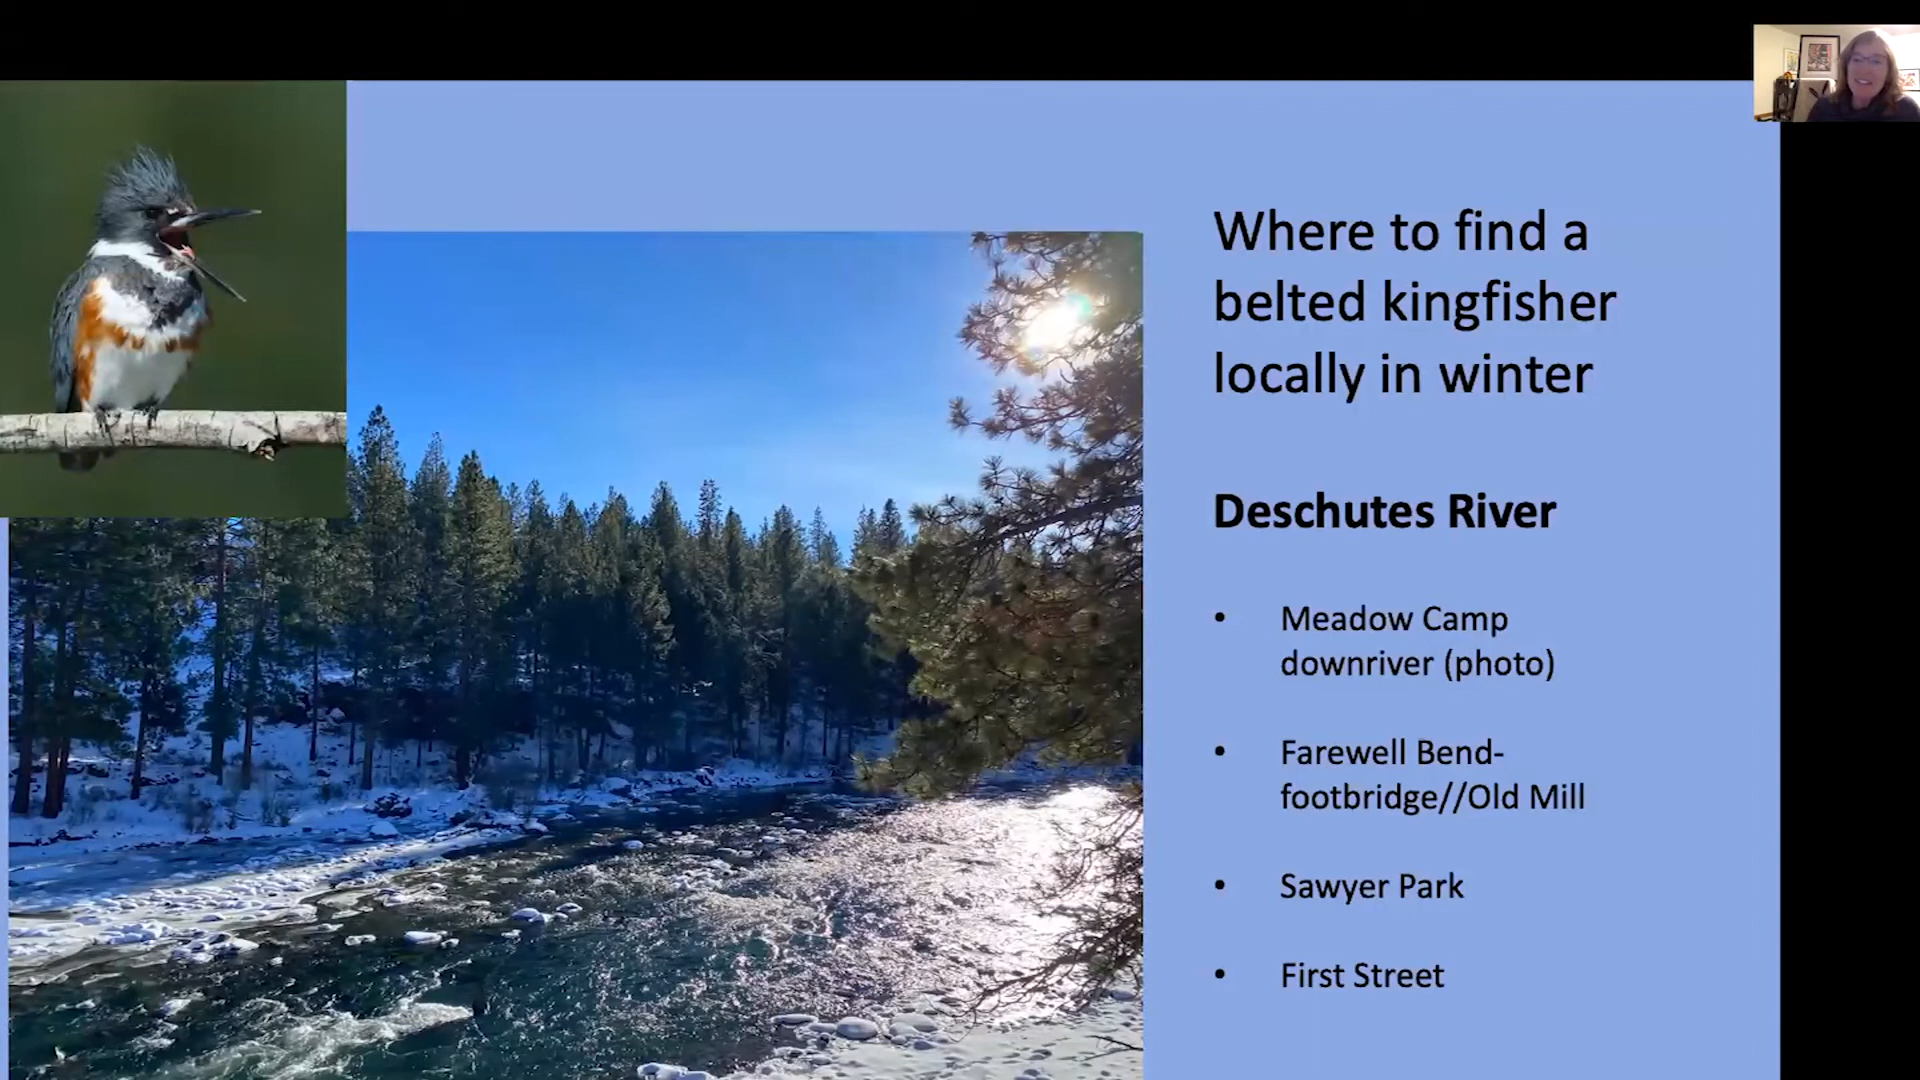 Where to find a
belted kingfisher
locally in winter
Deschutes River
• Meadow Camp
downriver (photo)
• Farewell Bend-
footbridge//Old Mill
• Sawyer Park
• First Street